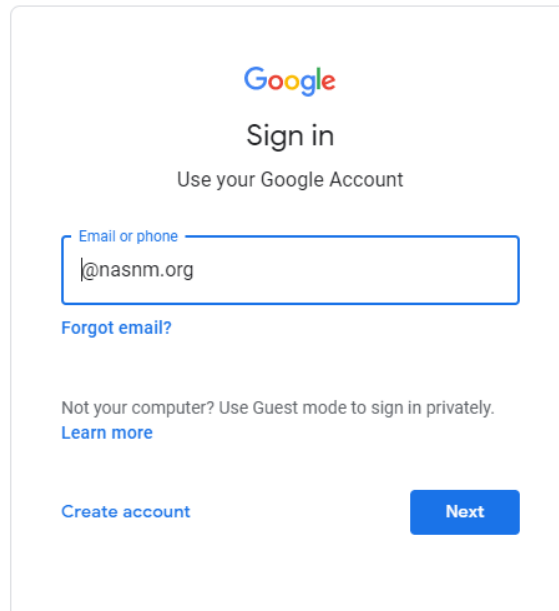 Google
Sign in
Use your Google Account
Email or phone
@nasnm.org
Forgot email?
Not your computer? Use Guest mode to sign in privately.
Learn more
Create account
Next